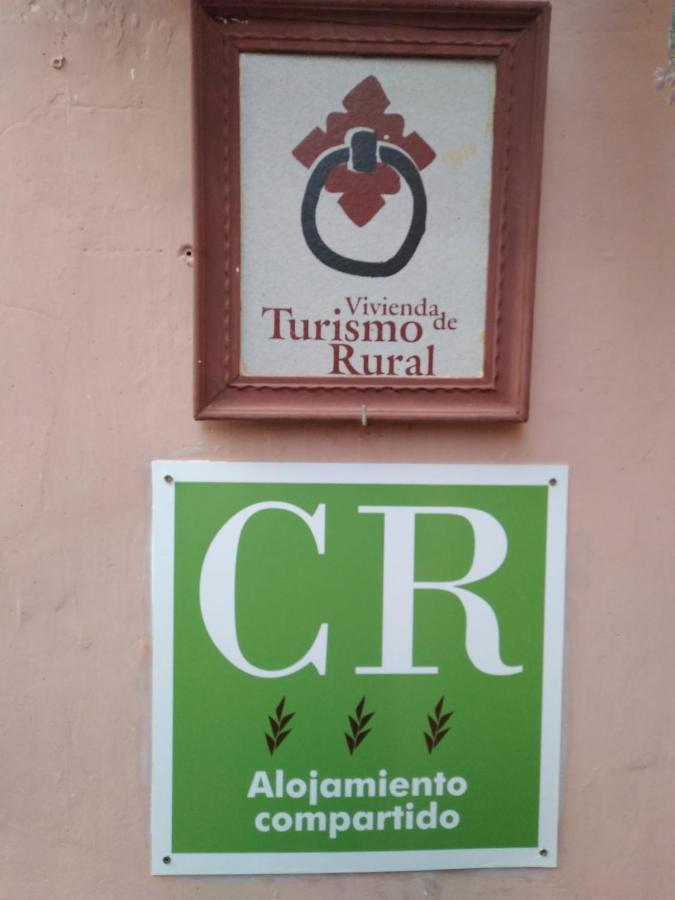 Vivienda
Turismo de
Rural
CR
Alojamiento
compartido